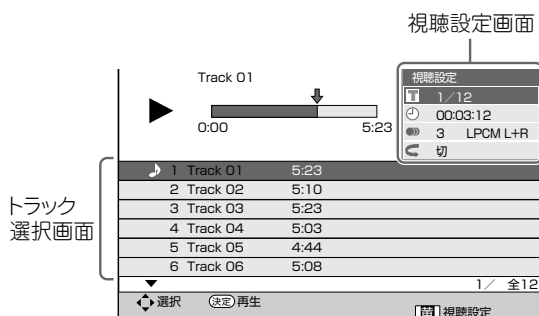 視聴設定画面
Track 01
0:00 5:23
視聴設定
T 1/12
00:03:12
3 LPCM L+R
切
トラック
選択画面
1 Track 01 5:23
2 Track 02 5:10
3 Track 03 5:23
4 Track 04 5:03
5 Track 05 4:44
6 Track 06 5:08
1/ 全12
選択 決定 再生
視聴設定